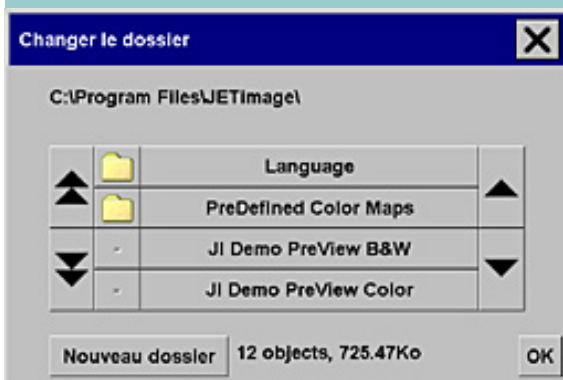 Changer le dossier
C:\Program Files\JETimage\
Language
PreDefined Color Maps
JI Demo PreView B&W
JI Demo PreView Color
Nouveau dossier 12 objects, 725.47Ko OK